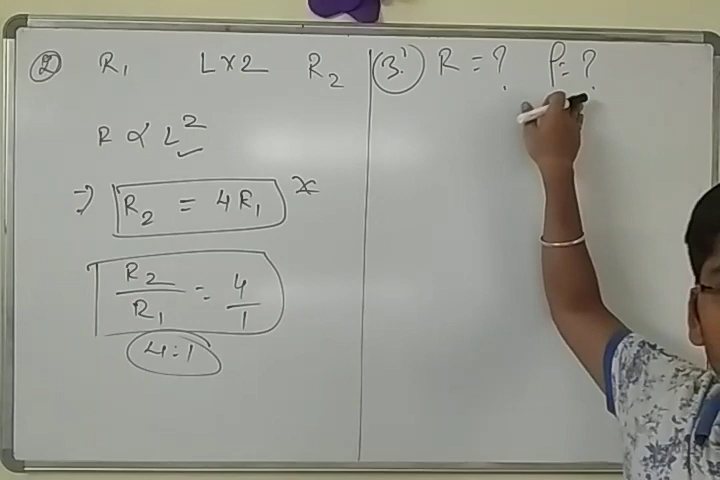 ② R₁ L×2 R₂
R ∝ L²
⇒ R₂ = 4R₁ ×
R₂/R₁ = 4/1
4:1
③! R = ? ρ = ?